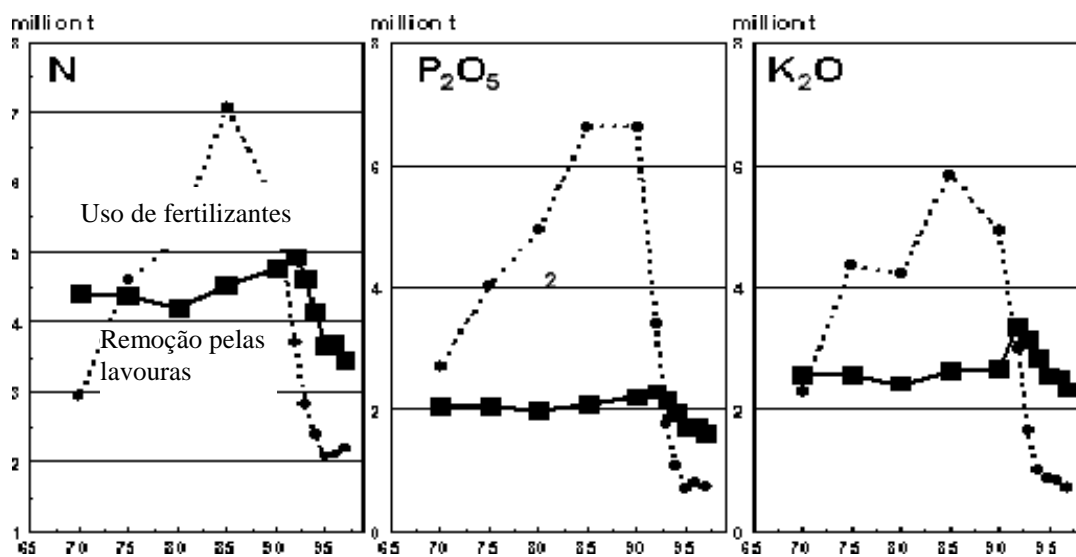 million t million t million t
8 8 8
N P2O5 K2O
7
6 6 6
Uso de fertilizantes
5
2
4 4 4
Remoção pelas
lavouras
3
2 2 2
1 0 0
65 70 75 80 85 90 95 65 70 75 80 85 90 95 65 70 75 80 85 90 95